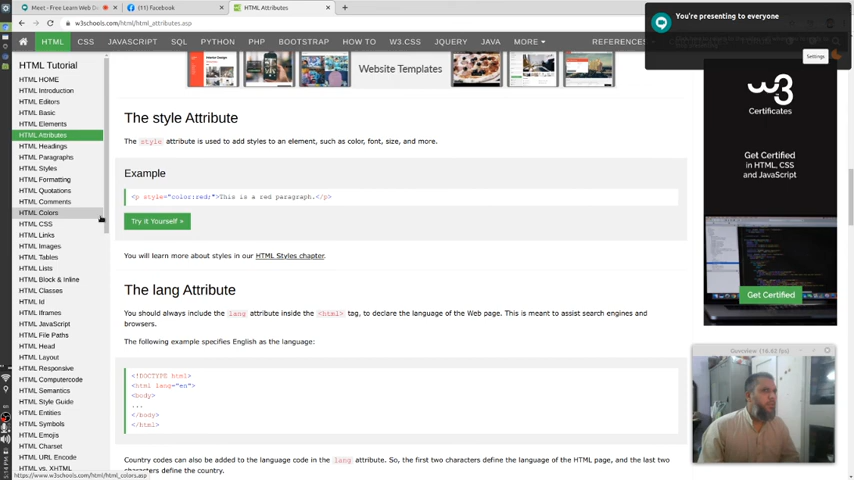 Meet - Free Learn Web D
(1) Facebook
HTML Attributes
w3schools.com/html/html_attributes.asp
You're presenting to everyone
Settings
HTML CSS JAVASCRIPT SQL PYTHON PHP BOOTSTRAP HOW TO W3.CSS JQUERY JAVA MORE REFERENCES
HTML Tutorial
HTML HOME
HTML Introduction
HTML Editors
HTML Basic
HTML Elements
HTML Attributes
HTML Headings
HTML Paragraphs
HTML Styles
HTML Formatting
HTML Quotations
HTML Comments
HTML Colors
HTML CSS
HTML Links
HTML Images
HTML Tables
HTML Lists
HTML Block & Inline
HTML Classes
HTML Id
HTML Iframes
HTML JavaScript
HTML File Paths
HTML Head
HTML Layout
HTML Responsive
HTML Computercode
HTML Semantics
HTML Style Guide
HTML Entities
HTML Symbols
HTML Emojis
HTML Charset
HTML URL Encode
HTML vs. XHTML
https://www.w3schools.com/html/html_colors.asp
Website Templates
The style Attribute
The style attribute is used to add styles to an element, such as color, font, size, and more.
Example
<p style="color:red;">This is a red paragraph.</p>
Try it Yourself »
You will learn more about styles in our HTML Styles chapter.
The lang Attribute
You should always include the lang attribute inside the <html> tag, to declare the language of the Web page. This is meant to assist search engines and
browsers.
The following example specifies English as the language:
<!DOCTYPE html>
<html lang="en">
<body>
...
</body>
</html>
Country codes can also be added to the language code in the lang attribute. So, the first two characters define the language of the HTML page, and the last two
characters define the country.
w3
Certificates
Get Certified
in HTML, CSS
and JavaScript
Get Certified